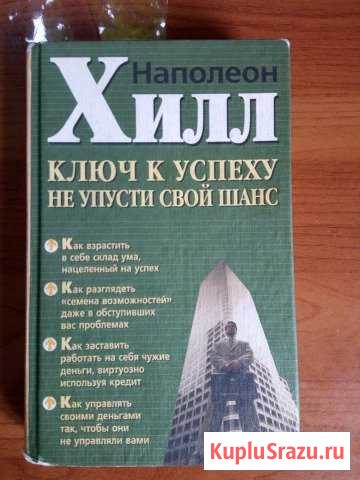 Наполеон
Хилл
КЛЮЧ К УСПЕХУ
НЕ УПУСТИ СВОЙ ШАНС
Как взрастить
в себе склад ума,
нацеленный на успех
Как разглядеть
«семена возможностей»
даже в обступивших
вас проблемах
Как заставить
работать на себя чужие
деньги, виртуозно
используя кредит
Как управлять
своими деньгами
так, чтобы они
не управляли вами
KupluSrazu.ru